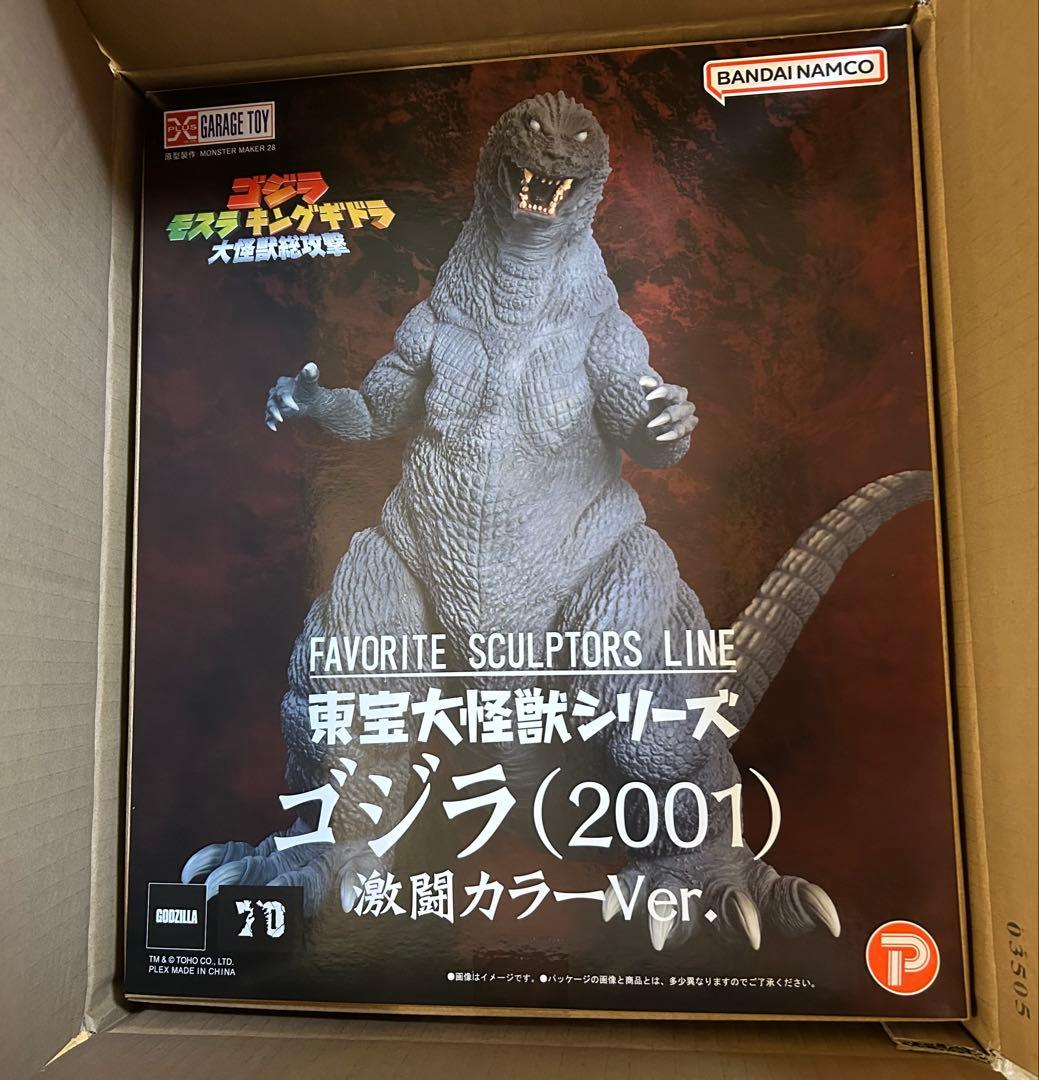 BANDAI NAMCO
X PLUS GARAGE TOY
原型製作 MONSTER MAKER 28
ゴジラ
モスラ キングギドラ
大怪獣総攻撃
FAVORITE SCULPTORS LINE
東宝大怪獣シリーズ
ゴジラ(2001)
激闘カラーVer.
GODZILLA
70
TM & © TOHO CO., LTD.
PLEX MADE IN CHINA
●画像はイメージです。●パッケージの画像と商品とは、多少異なりますのでご了承ください。
P
03505